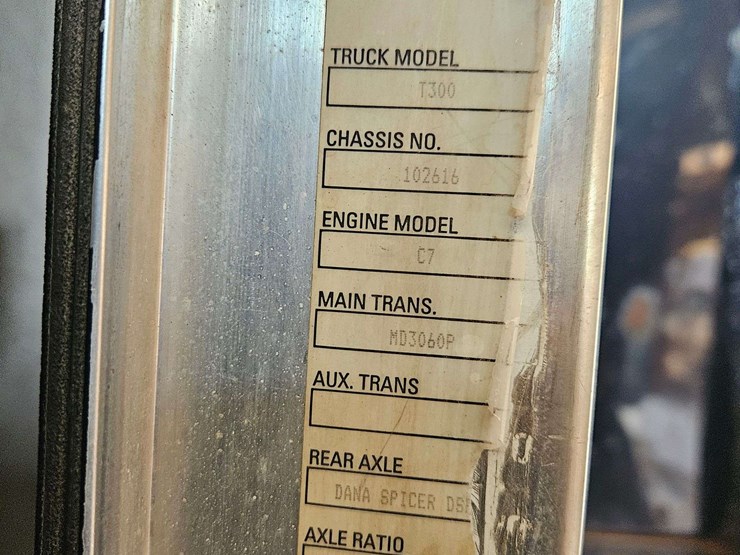 TRUCK MODEL
T300
CHASSIS NO.
102616
ENGINE MODEL
C7
MAIN TRANS.
MD3060P
AUX. TRANS
REAR AXLE
DANA SPICER
AXLE RATIO